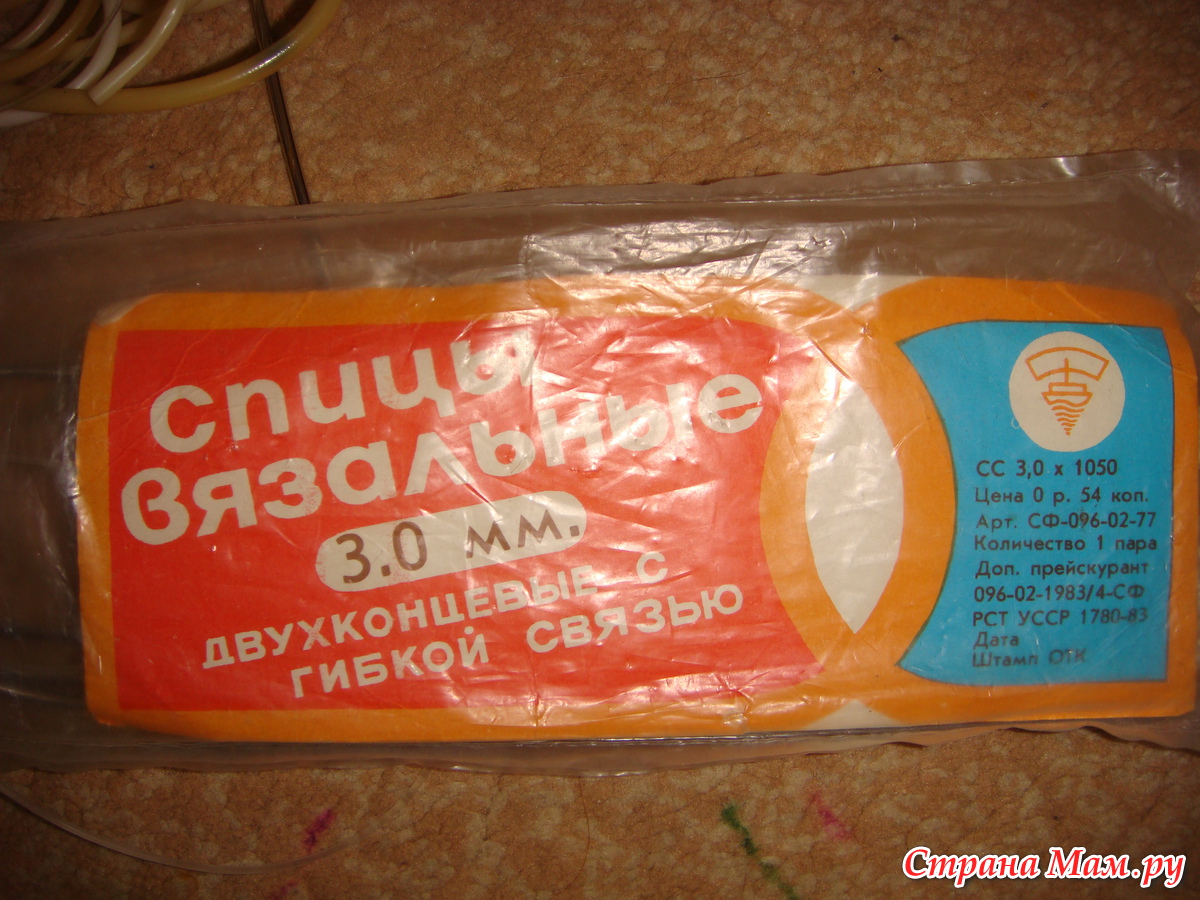 спицы
вязальные
3.0 мм.
ДВУХКОНЦЕВЫЕ С
ГИБКОЙ СВЯЗЬЮ
СС 3,0 х 1050
Цена 0 р. 54 коп.
Арт. СФ-096-02-77
Количество 1 пара
Доп. прейскурант
096-02-1983/4-СФ
РСТ УССР 1780-83
Дата
Штамп ОТК
Страна Мам.ру